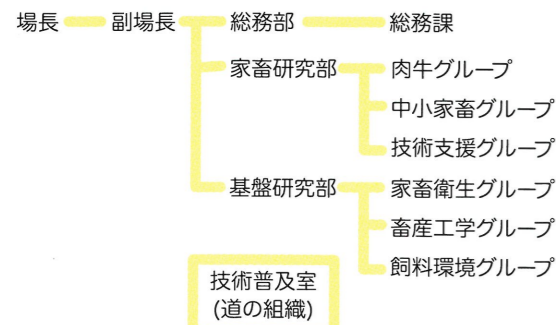 場長 副場長 総務部 総務課
家畜研究部 肉牛グループ
中小家畜グループ
技術支援グループ
基盤研究部 家畜衛生グループ
畜産工学グループ
飼料環境グループ
技術普及室
(道の組織)